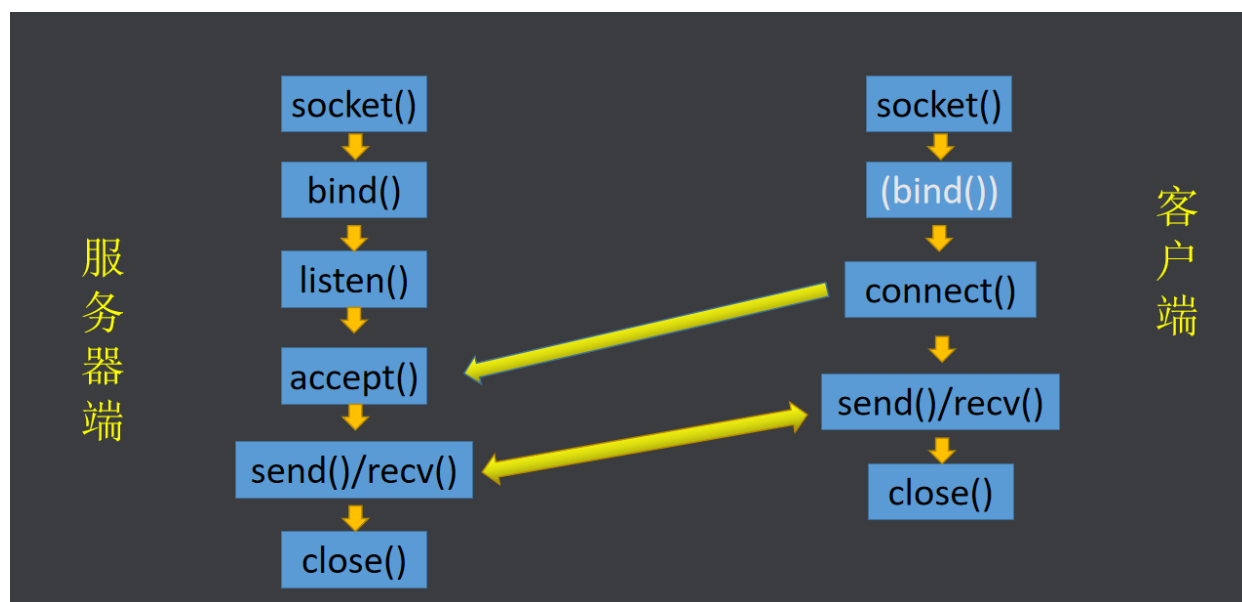 服务器端
socket()
bind()
listen()
accept()
send()/recv()
close()
socket()
(bind())
connect()
send()/recv()
close()
客户端